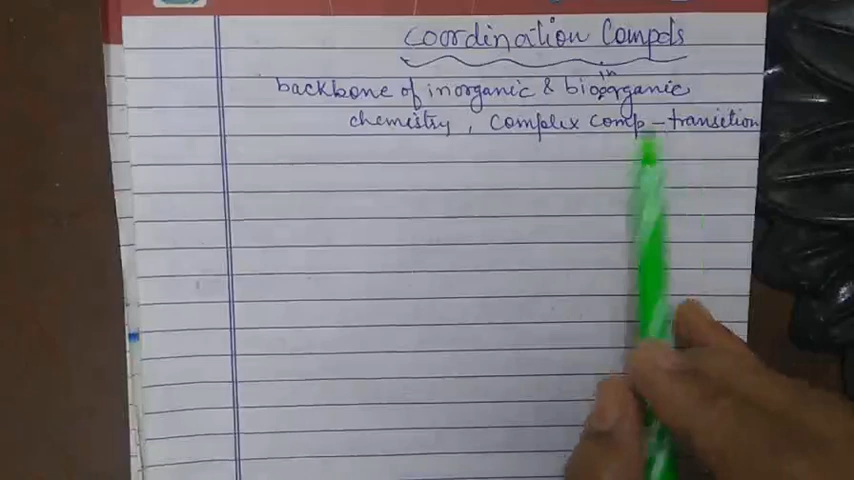 Coordination Compds
backbone of inorganic & bioinorganic
chemistry, complex comp - transition